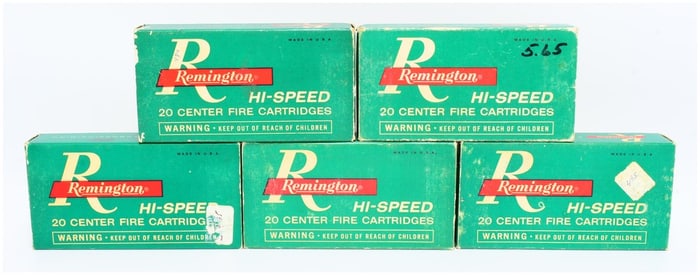 MADE IN U.S.A.
R
Remington®
HI-SPEED
20 CENTER FIRE CARTRIDGES
WARNING • KEEP OUT OF REACH OF CHILDREN
MADE IN U.S.A.
5.65
R
Remington®
HI-SPEED
20 CENTER FIRE CARTRIDGES
WARNING • KEEP OUT OF REACH OF CHILDREN
MADE IN U.S.A.
R
Remington®
HI-SPEED
20 CENTER FIRE CARTRIDGES
WARNING • KEEP OUT OF REACH OF CHILDREN
MADE IN U.S.A.
R
Remington®
HI-SPEED
20 CENTER FIRE CARTRIDGES
WARNING • KEEP OUT OF REACH OF CHILDREN
MADE IN U.S.A.
R
Remington®
HI-SPEED
20 CENTER FIRE CARTRIDGES
WARNING • KEEP OUT OF REACH OF CHILDREN